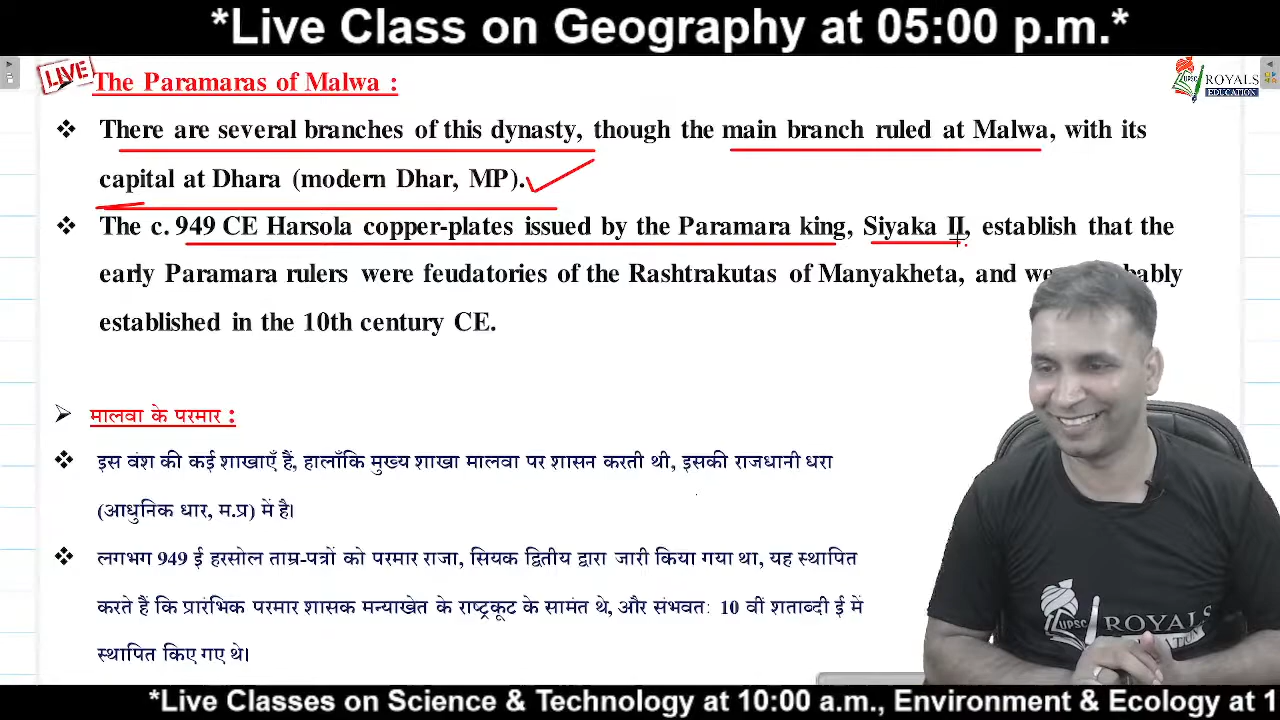 *Live Class on Geography at 05:00 p.m.*
LIVE
The Paramaras of Malwa :
UPSC ROYALS
EDUCATION
❖ There are several branches of this dynasty, though the main branch ruled at Malwa, with its
capital at Dhara (modern Dhar, MP).
❖ The c. 949 CE Harsola copper-plates issued by the Paramara king, Siyaka II, establish that the
early Paramara rulers were feudatories of the Rashtrakutas of Manyakheta, and
established in the 10th century CE.
➢ मालवा के परमार :
❖ इस वंश की कई शाखाएँ हैं, हालाँकि मुख्य शाखा मालवा पर शासन करती थी, इसकी राजधानी धरा
(आधुनिक धार, म.प्र) में है।
❖ लगभग 949 ई हरसोल ताम्र-पत्रों को परमार राजा, सियक द्वितीय द्वारा जारी किया गया था, यह स्थापित
करते हैं कि प्रारंभिक परमार शासक मन्याखेत के राष्ट्रकूट के सामंत थे, और संभवतः 10 वीं शताब्दी ई में
स्थापित किए गए थे।
UPSC ROYALS
*Live Classes on Science & Technology at 10:00 a.m., Environment & Ecology at 1